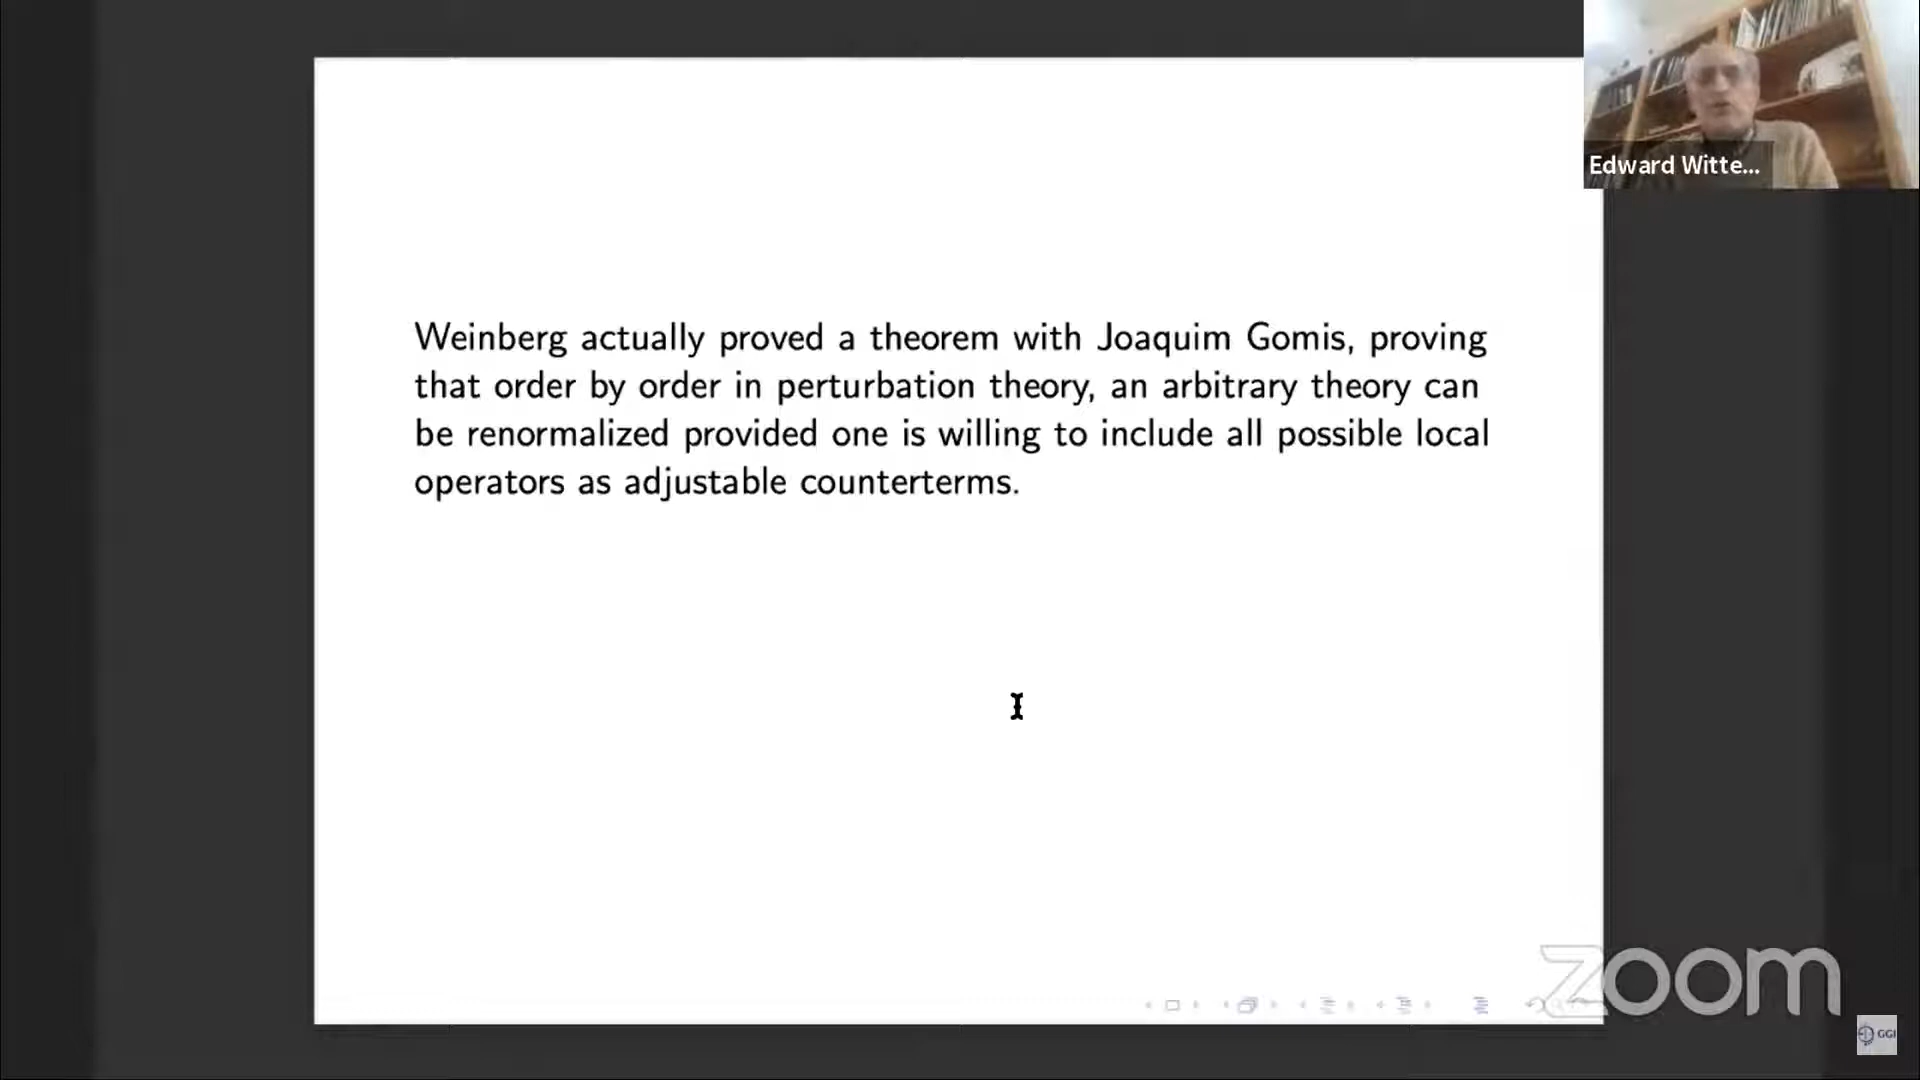 Edward Witte...
Weinberg actually proved a theorem with Joaquim Gomis, proving
that order by order in perturbation theory, an arbitrary theory can
be renormalized provided one is willing to include all possible local
operators as adjustable counterterms.
zoom
GGI